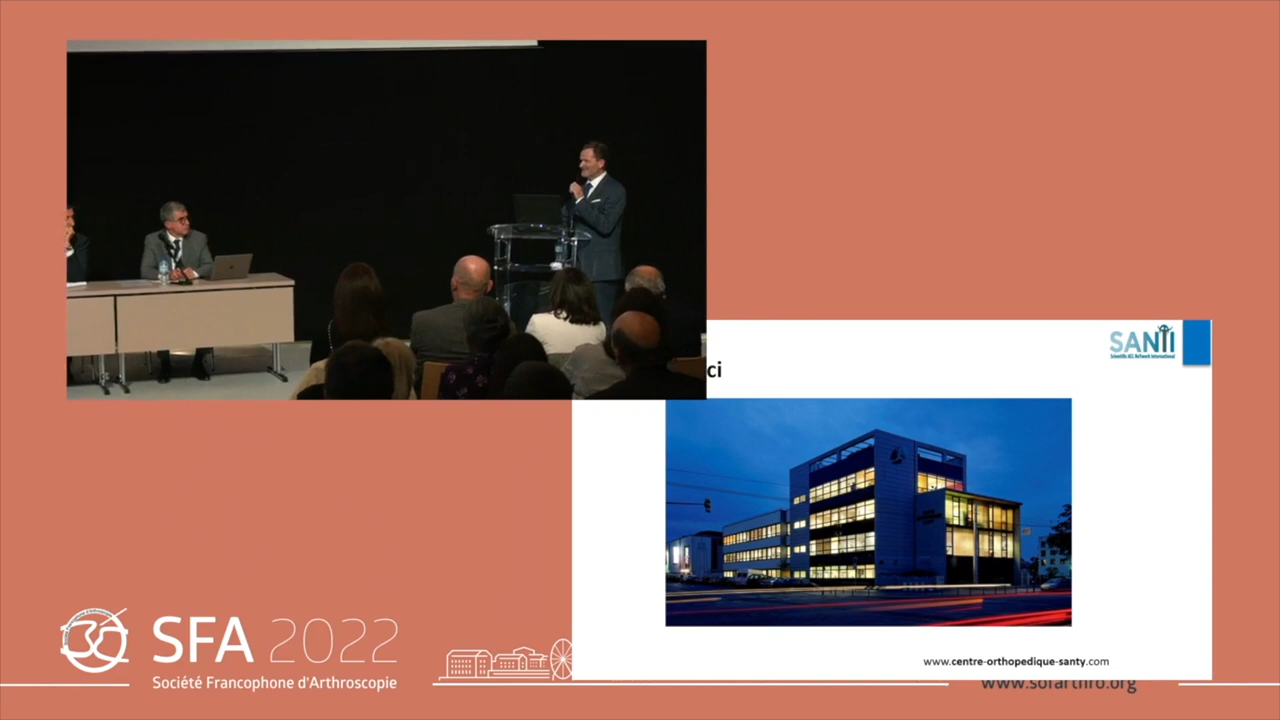 SANTI
Scientific ACL Network International
ci
www.centre-orthopedique-santy.com
30
SFA 2022
Société Francophone d'Arthroscopie
www.sofarthro.org